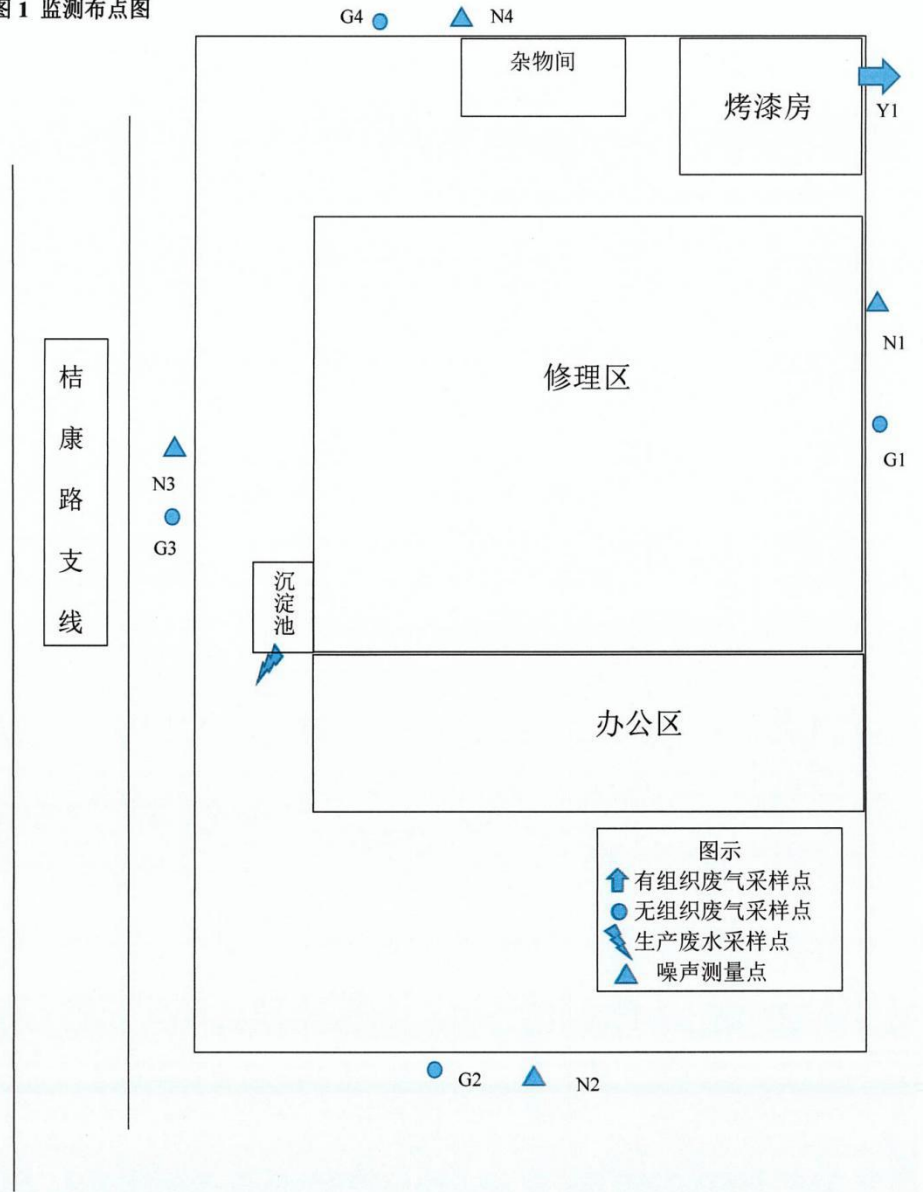 图 1 监测布点图
G4
N4
杂物间
烤漆房
Y1
N1
修理区
G1
桔康路支线
N3
G3
沉淀池
办公区
图示
有组织废气采样点
无组织废气采样点
生产废水采样点
噪声测量点
G2
N2